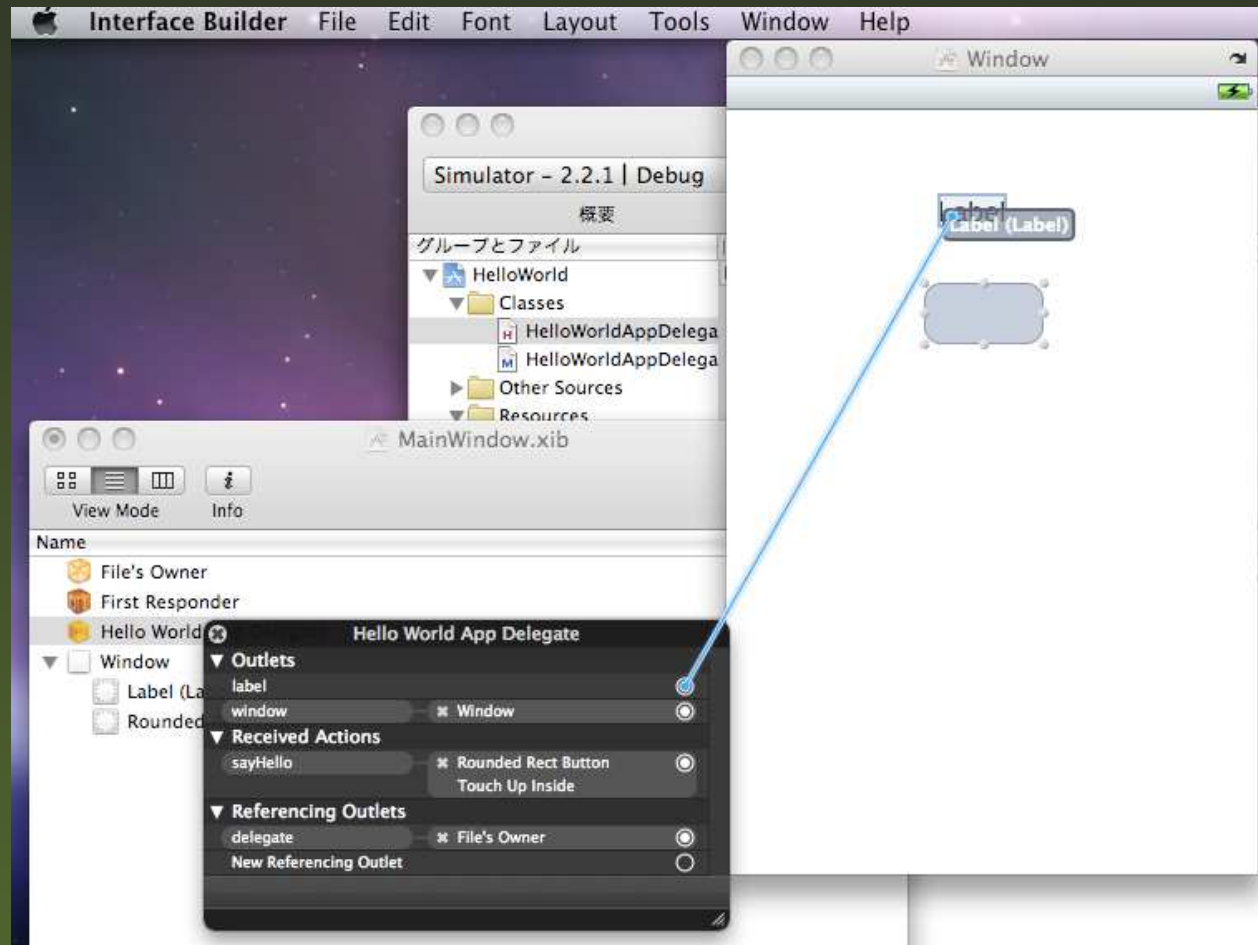 Interface Builder File Edit Font Layout Tools Window Help
Window
Simulator – 2.2.1 | Debug
概要
グループとファイル
HelloWorld
Classes
HelloWorldAppDelega
HelloWorldAppDelega
Other Sources
Resources
Label
Label (Label)
MainWindow.xib
View Mode Info
Name
File's Owner
First Responder
Hello World
Window
Label (La
Rounded
Hello World App Delegate
Outlets
label
window Window
Received Actions
sayHello Rounded Rect Button
Touch Up Inside
Referencing Outlets
delegate File's Owner
New Referencing Outlet